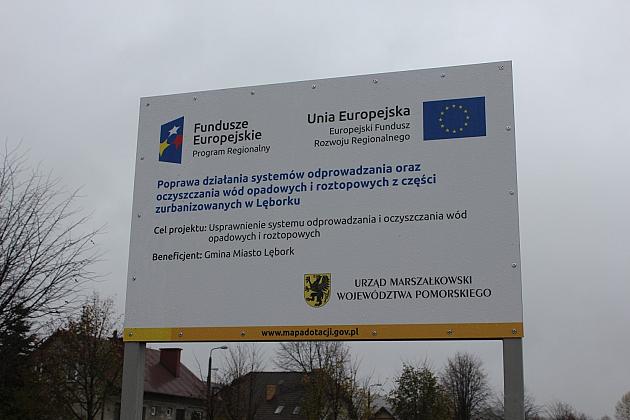 Fundusze
Europejskie
Program Regionalny
Unia Europejska
Europejski Fundusz
Rozwoju Regionalnego
Poprawa działania systemów odprowadzania oraz
oczyszczania wód opadowych i roztopowych z części
zurbanizowanych w Lęborku
Cel projektu: Usprawnienie systemu odprowadzania i oczyszczania wód
opadowych i roztopowych
Beneficjent: Gmina Miasto Lębork
URZĄD MARSZAŁKOWSKI
WOJEWÓDZTWA POMORSKIEGO
www.mapadotacji.gov.pl